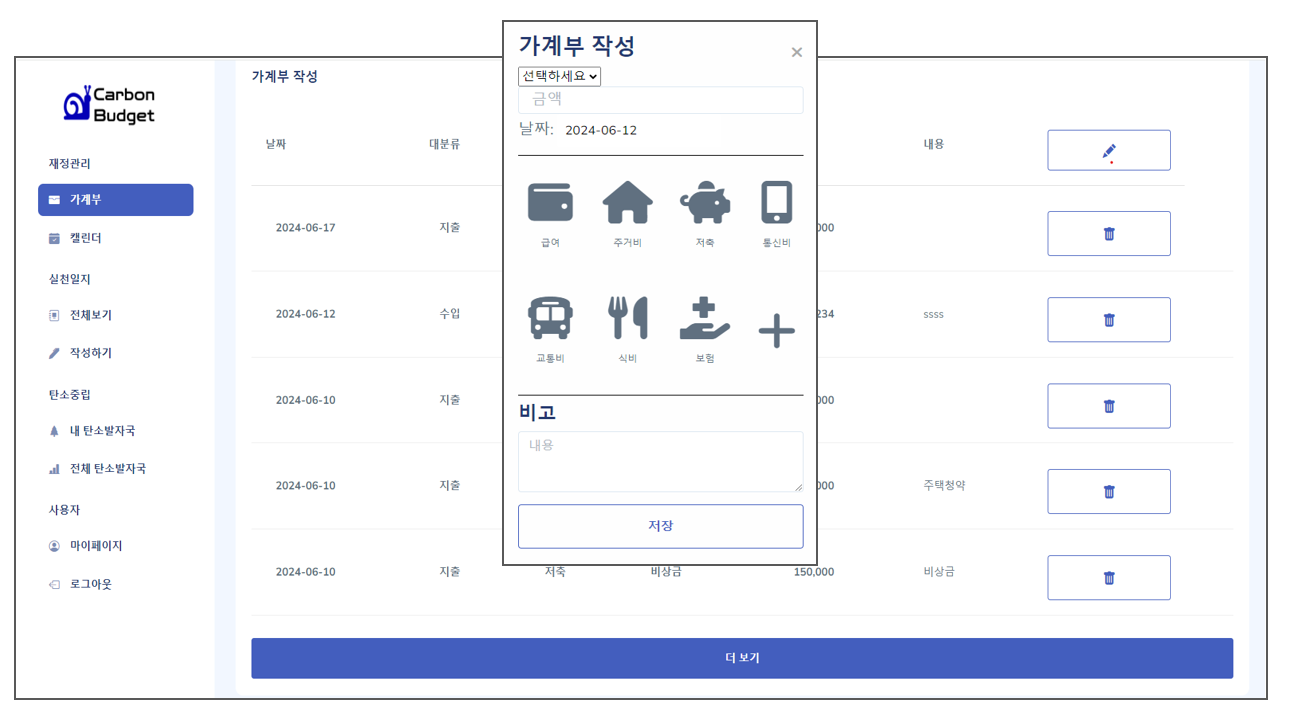 Carbon
Budget
재정관리
가계부
캘린더
실천일지
전체보기
작성하기
탄소중립
내 탄소발자국
전체 탄소발자국
사용자
마이페이지
로그아웃
가계부 작성
날짜 대분류 내용
2024-06-17 지출 000
2024-06-12 수입 234 ssss
2024-06-10 지출 000
2024-06-10 지출 000 주택청약
2024-06-10 지출 저축 비상금 150,000 비상금
더 보기
가계부 작성
×
선택하세요
금액
날짜: 2024-06-12
급여 주거비 저축 통신비
교통비 식비 보험
비고
내용
저장